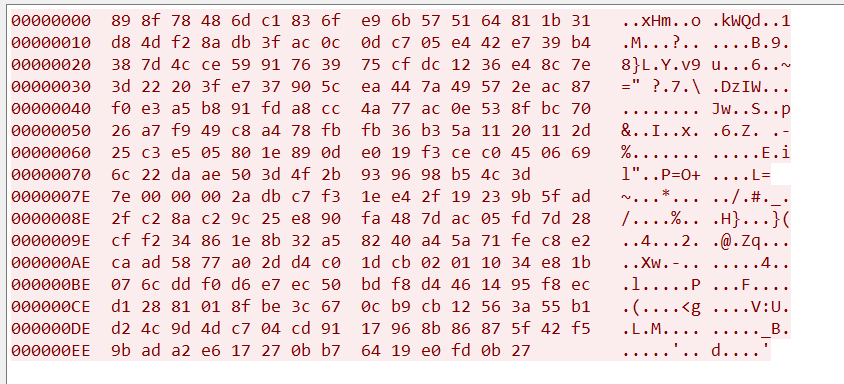 00000000  89 8f 78 48 6d c1 83 6f  e9 6b 57 51 64 81 1b 31  ..xHm..o .kWQd..1
00000010  d8 4d f2 8a db 3f ac 0c  0d c7 05 e4 42 e7 39 b4  .M...?.. ....B.9.
00000020  38 7d 4c ce 59 91 76 39  75 cf dc 12 36 e4 8c 7e  8}L.Y.v9 u...6..~
00000030  3d 22 20 3f e7 37 90 5c  ea 44 7a 49 57 2e ac 87  =" ?.7.\ .DzIW...
00000040  f0 e3 a5 b8 91 fd a8 cc  4a 77 ac 0e 53 8f bc 70  ........ Jw..S..p
00000050  26 a7 f9 49 c8 a4 78 fb  fb 36 b3 5a 11 20 11 2d  &..I..x. .6.Z. .-
00000060  25 c3 e5 05 80 1e 89 0d  e0 19 f3 ce c0 45 06 69  %....... .....E.i
00000070  6c 22 da ae 50 3d 4f 2b  93 96 98 b5 4c 3d  l"..P=O+ ....L=
0000007E  7e 00 00 00 2a db c7 f3  1e e4 2f 19 23 9b 5f ad  ~...*... ../.#._.
0000008E  2f c2 8a c2 9c 25 e8 90  fa 48 7d ac 05 fd 7d 28  /....%.. .H}...}(
0000009E  cf f2 34 86 1e 8b 32 a5  82 40 a4 5a 71 fe c8 e2  ..4...2. .@.Zq...
000000AE  ca ad 58 77 a0 2d d4 c0  1d cb 02 01 10 34 e8 1b  ..Xw.-.. .....4..
000000BE  07 6c dd f0 d6 e7 ec 50  bd f8 d4 46 14 95 f8 ec  .l.....P ...F....
000000CE  d1 28 81 01 8f be 3c 67  0c b9 cb 12 56 3a 55 b1  .(....<g ....V:U.
000000DE  d2 4c 9d 4d c7 04 cd 91  17 96 8b 86 87 5f 42 f5  .L.M.... ....._B.
000000EE  9b ad a2 e6 17 27 0b b7  64 19 e0 fd 0b 27  .....'.. d....'